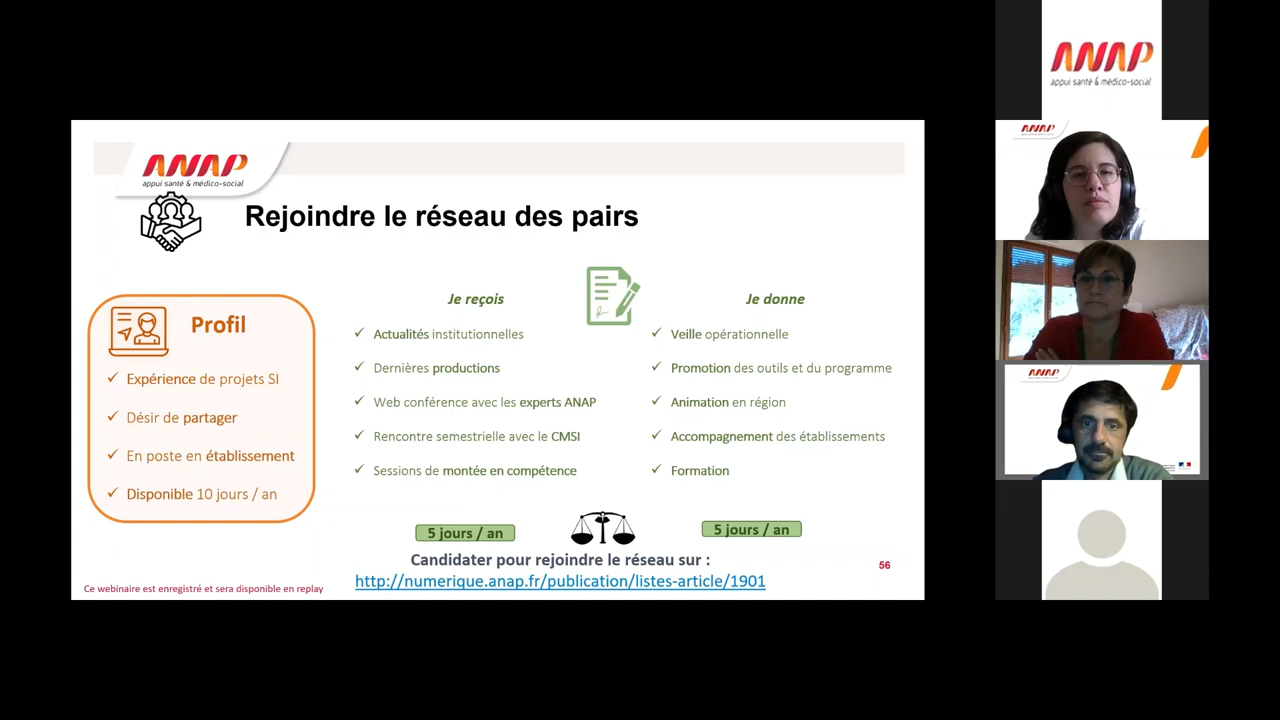 ANAP
appui santé & médico-social
Rejoindre le réseau des pairs
Profil
Expérience de projets SI
Désir de partager
En poste en établissement
Disponible 10 jours / an
Je reçois
Actualités institutionnelles
Dernières productions
Web conférence avec les experts ANAP
Rencontre semestrielle avec le CMSI
Sessions de montée en compétence
5 jours / an
Je donne
Veille opérationnelle
Promotion des outils et du programme
Animation en région
Accompagnement des établissements
Formation
5 jours / an
Candidater pour rejoindre le réseau sur :
http://numerique.anap.fr/publication/listes-article/1901
56
Ce webinaire est enregistré et sera disponible en replay
ANAP
appui santé & médico-social
ANAP
ANAP